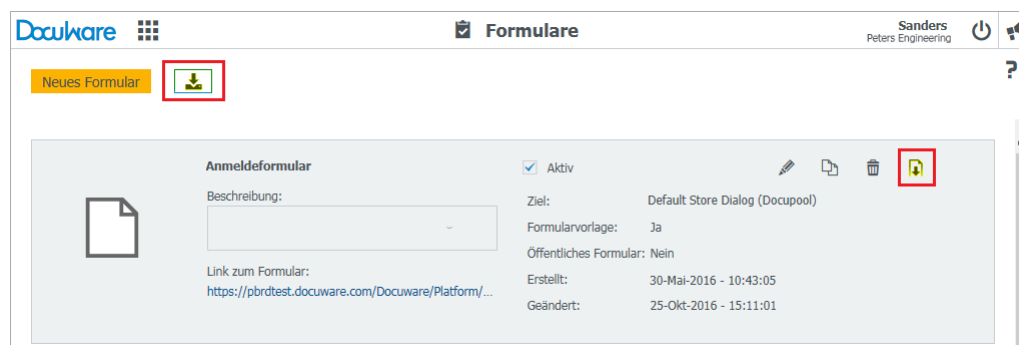 DocuWare
Formulare
Sanders
Peters Engineering
?
Neues Formular
Anmeldeformular
Aktiv
Beschreibung:
Ziel: Default Store Dialog (Docupool)
Formularvorlage: Ja
Öffentliches Formular: Nein
Link zum Formular:
https://pbrdtest.docuware.com/Docuware/Platform/...
Erstellt: 30-Mai-2016 - 10:43:05
Geändert: 25-Okt-2016 - 15:11:01